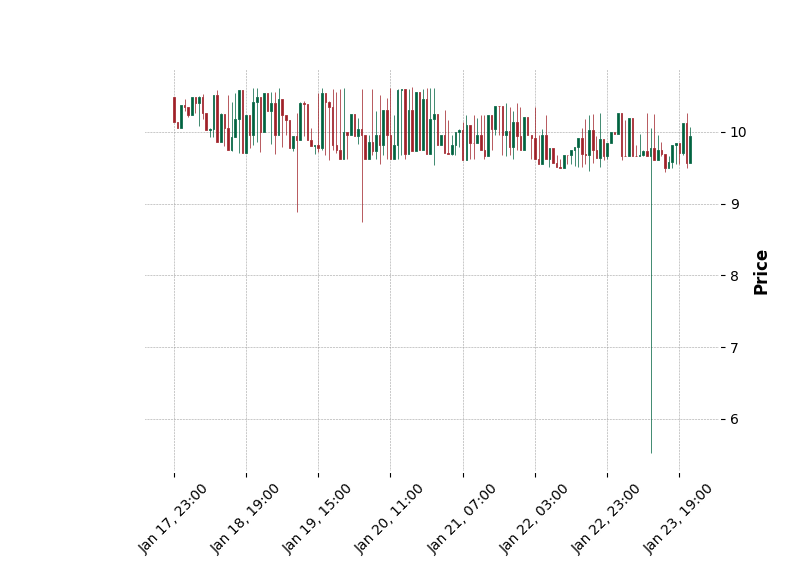 10
9
8
7
6
Price
Jan 17, 23:00
Jan 18, 19:00
Jan 19, 15:00
Jan 20, 11:00
Jan 21, 07:00
Jan 22, 03:00
Jan 22, 23:00
Jan 23, 19:00